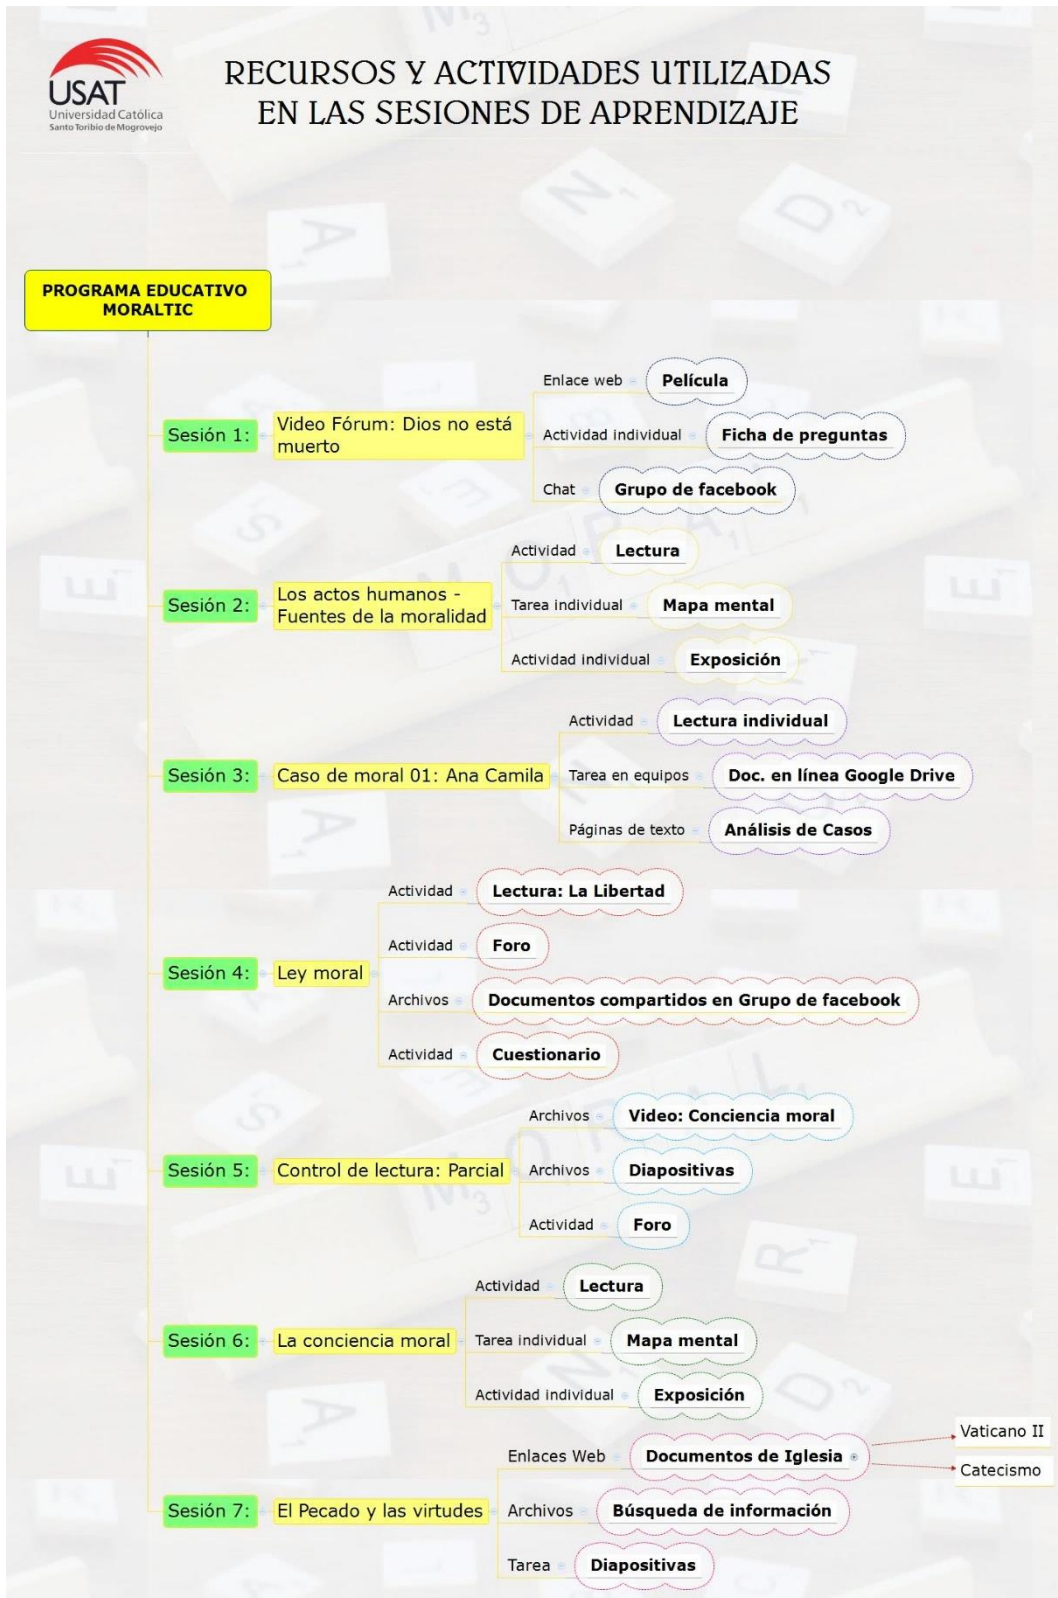 USAT
Universidad Católica
Santo Toribio de Mogrovejo
RECURSOS Y ACTIVIDADES UTILIZADAS
EN LAS SESIONES DE APRENDIZAJE
PROGRAMA EDUCATIVO
MORALTIC
Sesión 1:
Video Fórum: Dios no está
muerto
Enlace web
Película
Actividad individual
Ficha de preguntas
Chat
Grupo de facebook
Sesión 2:
Los actos humanos -
Fuentes de la moralidad
Actividad
Lectura
Tarea individual
Mapa mental
Actividad individual
Exposición
Sesión 3:
Caso de moral 01: Ana Camila
Actividad
Lectura individual
Tarea en equipos
Doc. en línea Google Drive
Páginas de texto
Análisis de Casos
Sesión 4:
Ley moral
Actividad
Lectura: La Libertad
Actividad
Foro
Archivos
Documentos compartidos en Grupo de facebook
Actividad
Cuestionario
Sesión 5:
Control de lectura: Parcial
Archivos
Video: Conciencia moral
Archivos
Diapositivas
Actividad
Foro
Sesión 6:
La conciencia moral
Actividad
Lectura
Tarea individual
Mapa mental
Actividad individual
Exposición
Sesión 7:
El Pecado y las virtudes
Enlaces Web
Documentos de Iglesia
Vaticano II
Catecismo
Archivos
Búsqueda de información
Tarea
Diapositivas